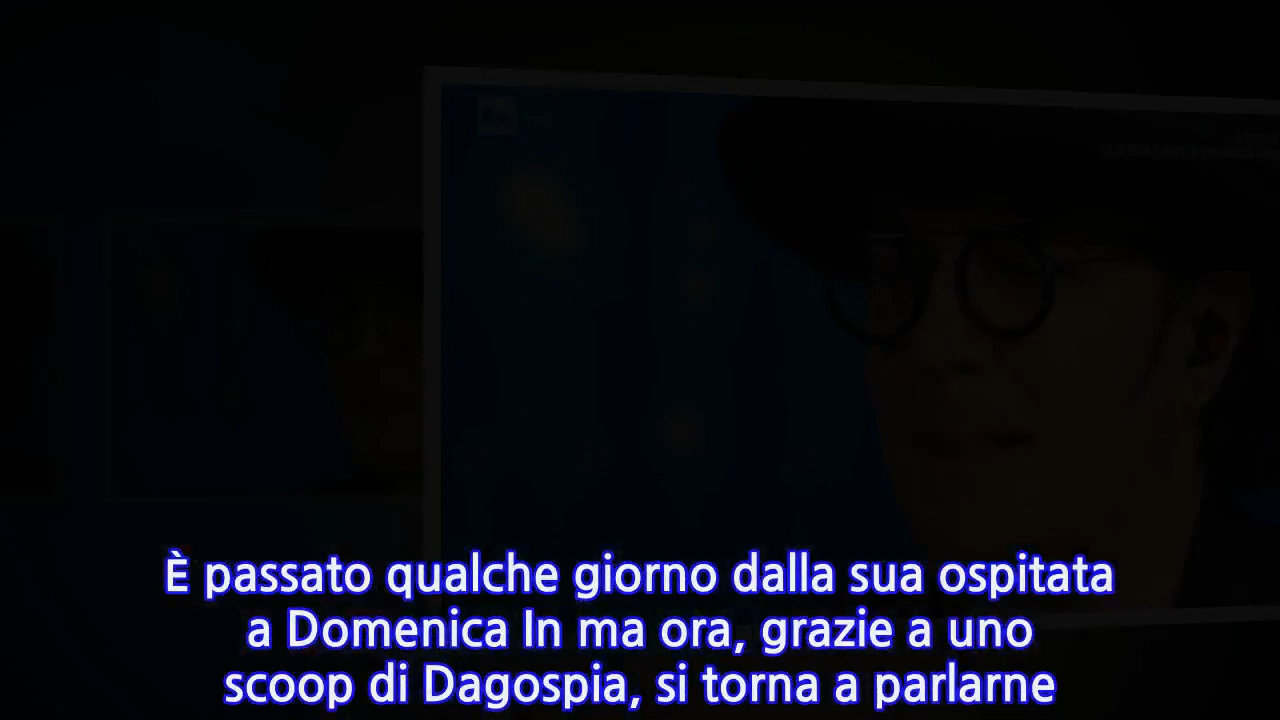 È passato qualche giorno dalla sua ospitata
a Domenica In ma ora, grazie a uno
scoop di Dagospia, si torna a parlarne